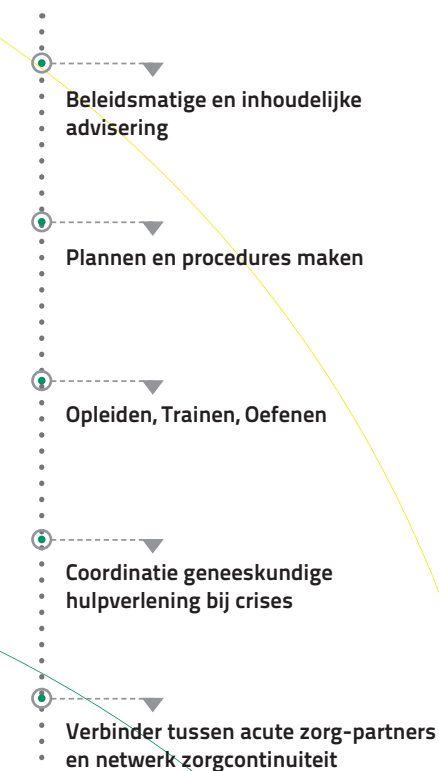 Beleidsmatige en inhoudelijke
advisering
Plannen en procedures maken
Opleiden, Trainen, Oefenen
Coordinatie geneeskundige
hulpverlening bij crises
Verbinder tussen acute zorg-partners
en netwerk zorgcontinuiteit